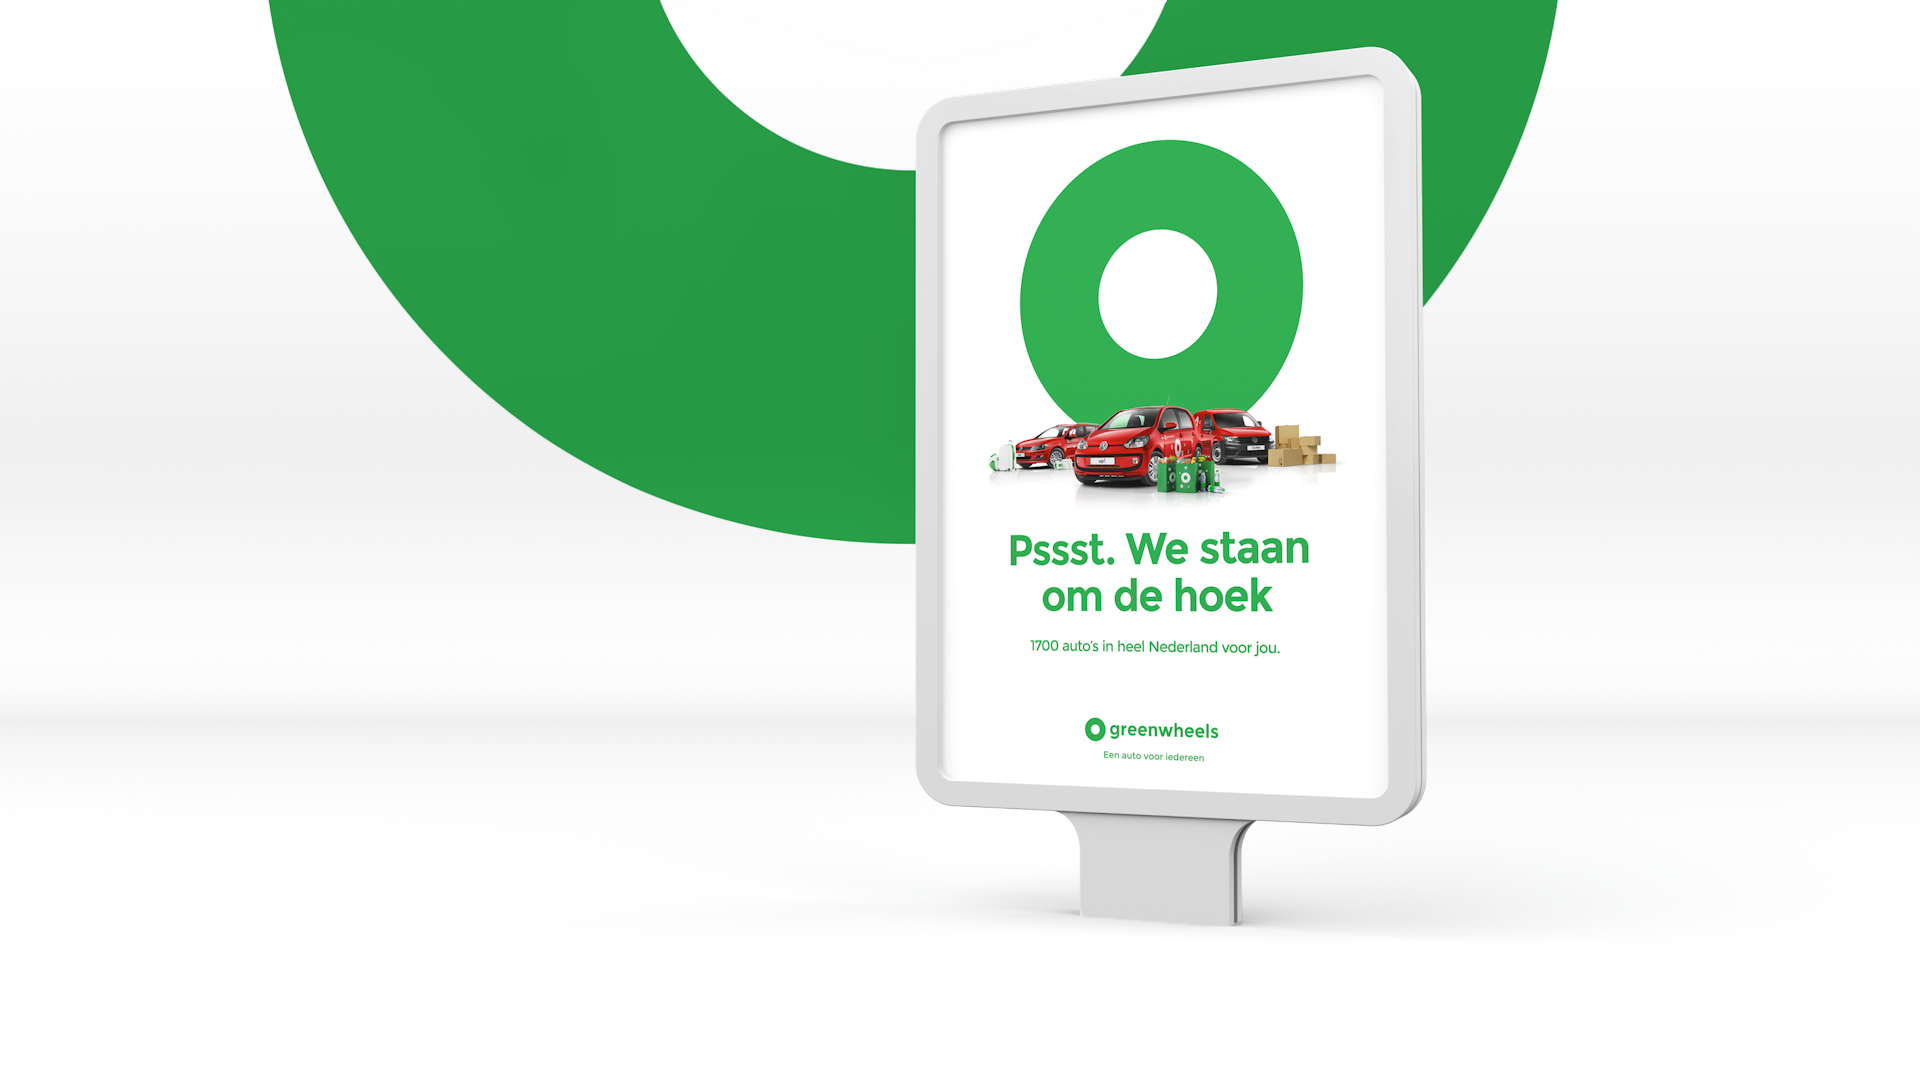 Pssst. We staan
om de hoek
1700 auto's in heel Nederland voor jou.
greenwheels
Een auto voor iedereen